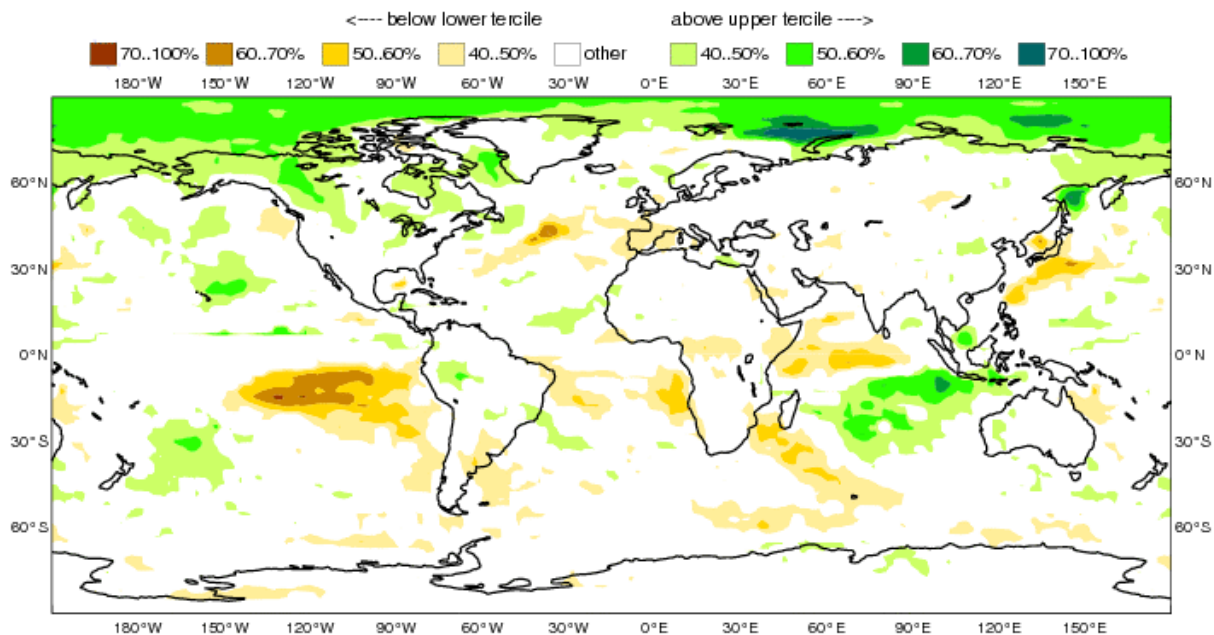 <---- below lower tercile above upper tercile ---->
70..100% 60..70% 50..60% 40..50% other 40..50% 50..60% 60..70% 70..100%
180°W 150°W 120°W 90°W 60°W 30°W 0°E 30°E 60°E 90°E 120°E 150°E
60°N 60°N
30°N 30°N
0°N 0°N
30°S 30°S
60°S 60°S
180°W 150°W 120°W 90°W 60°W 30°W 0°E 30°E 60°E 90°E 120°E 150°E